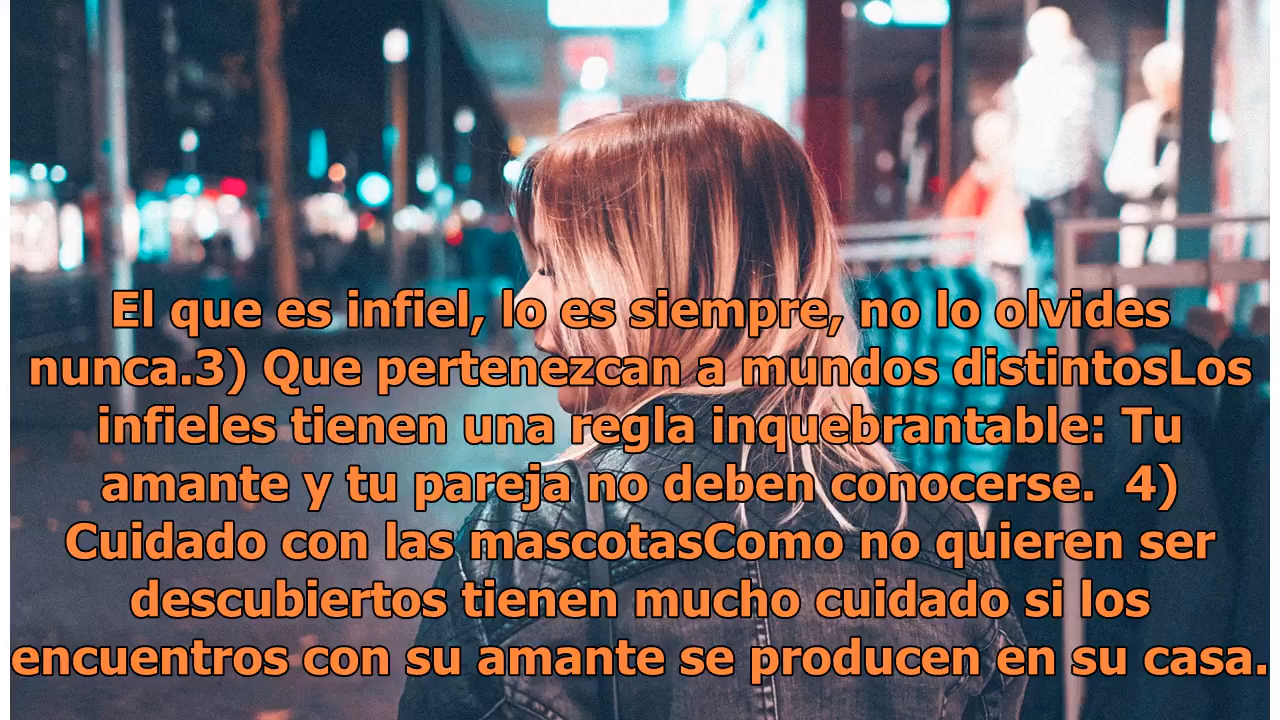 El que es infiel, lo es siempre, no lo olvides
nunca.3) Que pertenezcan a mundos distintosLos
infieles tienen una regla inquebrantable: Tu
amante y tu pareja no deben conocerse.  4)
Cuidado con las mascotasComo no quieren ser
descubiertos tienen mucho cuidado si los
encuentros con su amante se producen en su casa.